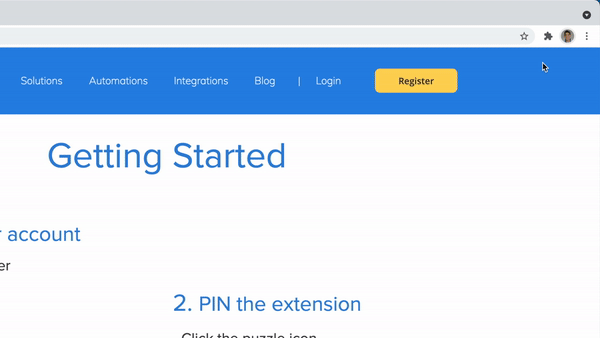 Solutions Automations Integrations Blog | Login Register
Getting Started
r account
er
2. PIN the extension
Click the puzzle icon